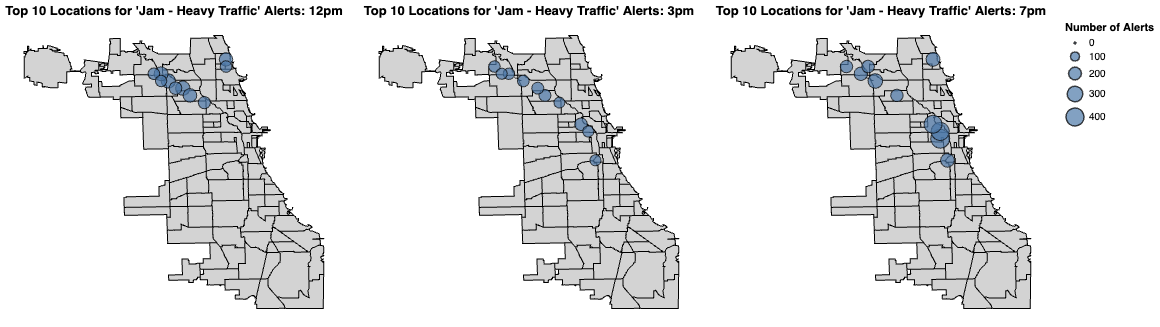 Top 10 Locations for 'Jam - Heavy Traffic' Alerts: 12pm
Top 10 Locations for 'Jam - Heavy Traffic' Alerts: 3pm
Top 10 Locations for 'Jam - Heavy Traffic' Alerts: 7pm
Number of Alerts
0
100
200
300
400